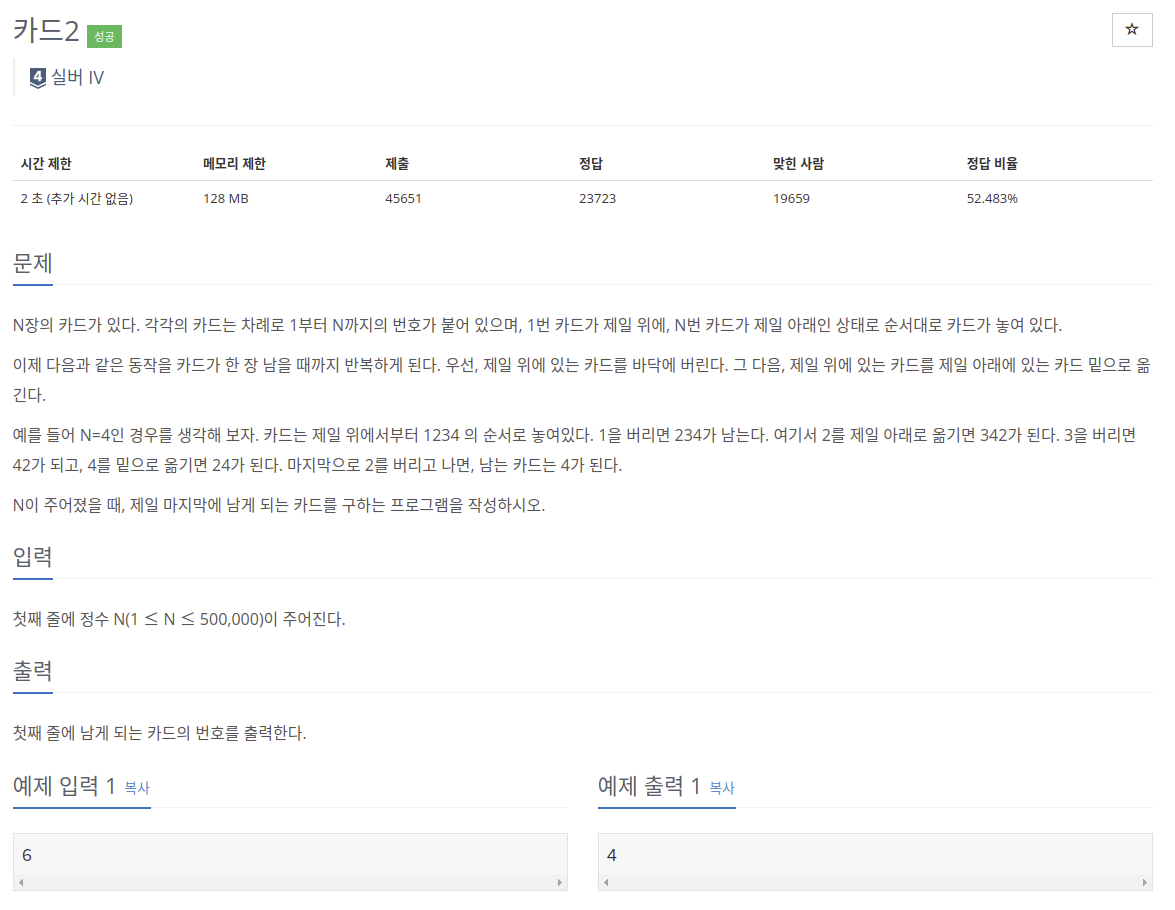 카드2 성공 ☆
4 실버 IV
시간 제한 메모리 제한 제출 정답 맞힌 사람 정답 비율
2 초 (추가 시간 없음) 128 MB 45651 23723 19659 52.483%
문제
N장의 카드가 있다. 각각의 카드는 차례로 1부터 N까지의 번호가 붙어 있으며, 1번 카드가 제일 위에, N번 카드가 제일 아래인 상태로 순서대로 카드가 놓여 있다.
이제 다음과 같은 동작을 카드가 한 장 남을 때까지 반복하게 된다. 우선, 제일 위에 있는 카드를 바닥에 버린다. 그 다음, 제일 위에 있는 카드를 제일 아래에 있는 카드 밑으로 옮
긴다.
예를 들어 N=4인 경우를 생각해 보자. 카드는 제일 위에서부터 1234 의 순서로 놓여있다. 1을 버리면 234가 남는다. 여기서 2를 제일 아래로 옮기면 342가 된다. 3을 버리면
42가 되고, 4를 밑으로 옮기면 24가 된다. 마지막으로 2를 버리고 나면, 남는 카드는 4가 된다.
N이 주어졌을 때, 제일 마지막에 남게 되는 카드를 구하는 프로그램을 작성하시오.
입력
첫째 줄에 정수 N(1 ≤ N ≤ 500,000)이 주어진다.
출력
첫째 줄에 남게 되는 카드의 번호를 출력한다.
예제 입력 1 복사 예제 출력 1 복사
6 4